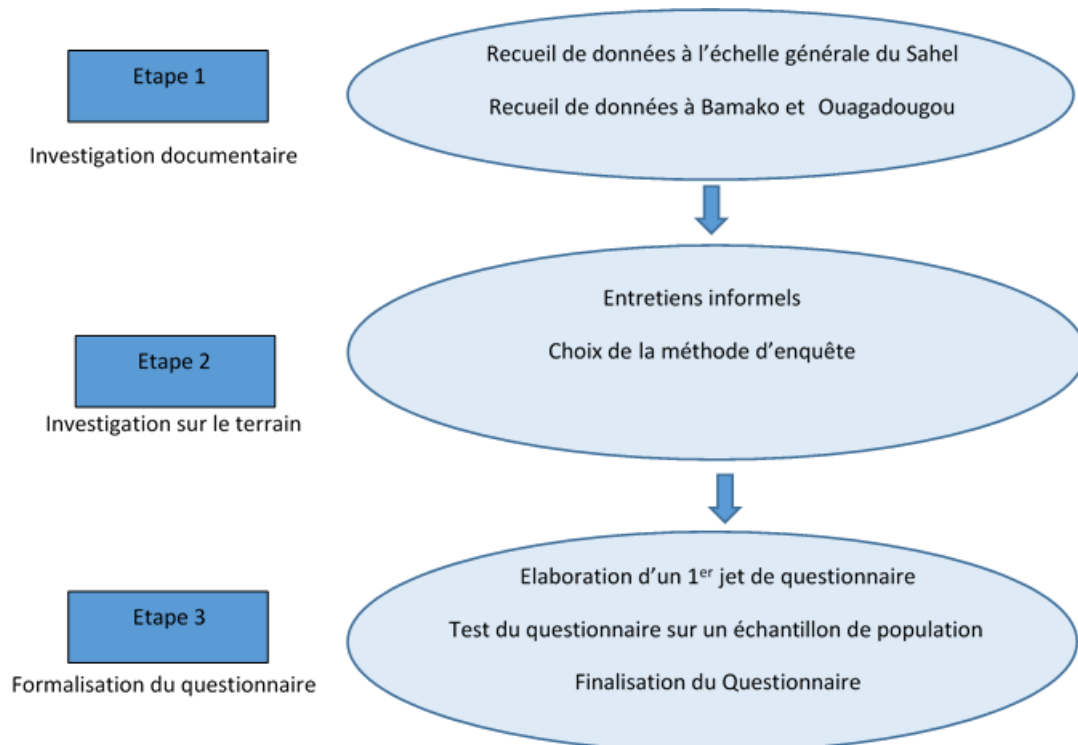 Etape 1
Investigation documentaire
Recueil de données à l’échelle générale du Sahel
Recueil de données à Bamako et Ouagadougou
Etape 2
Investigation sur le terrain
Entretiens informels
Choix de la méthode d’enquête
Etape 3
Formalisation du questionnaire
Elaboration d’un 1er jet de questionnaire
Test du questionnaire sur un échantillon de population
Finalisation du Questionnaire